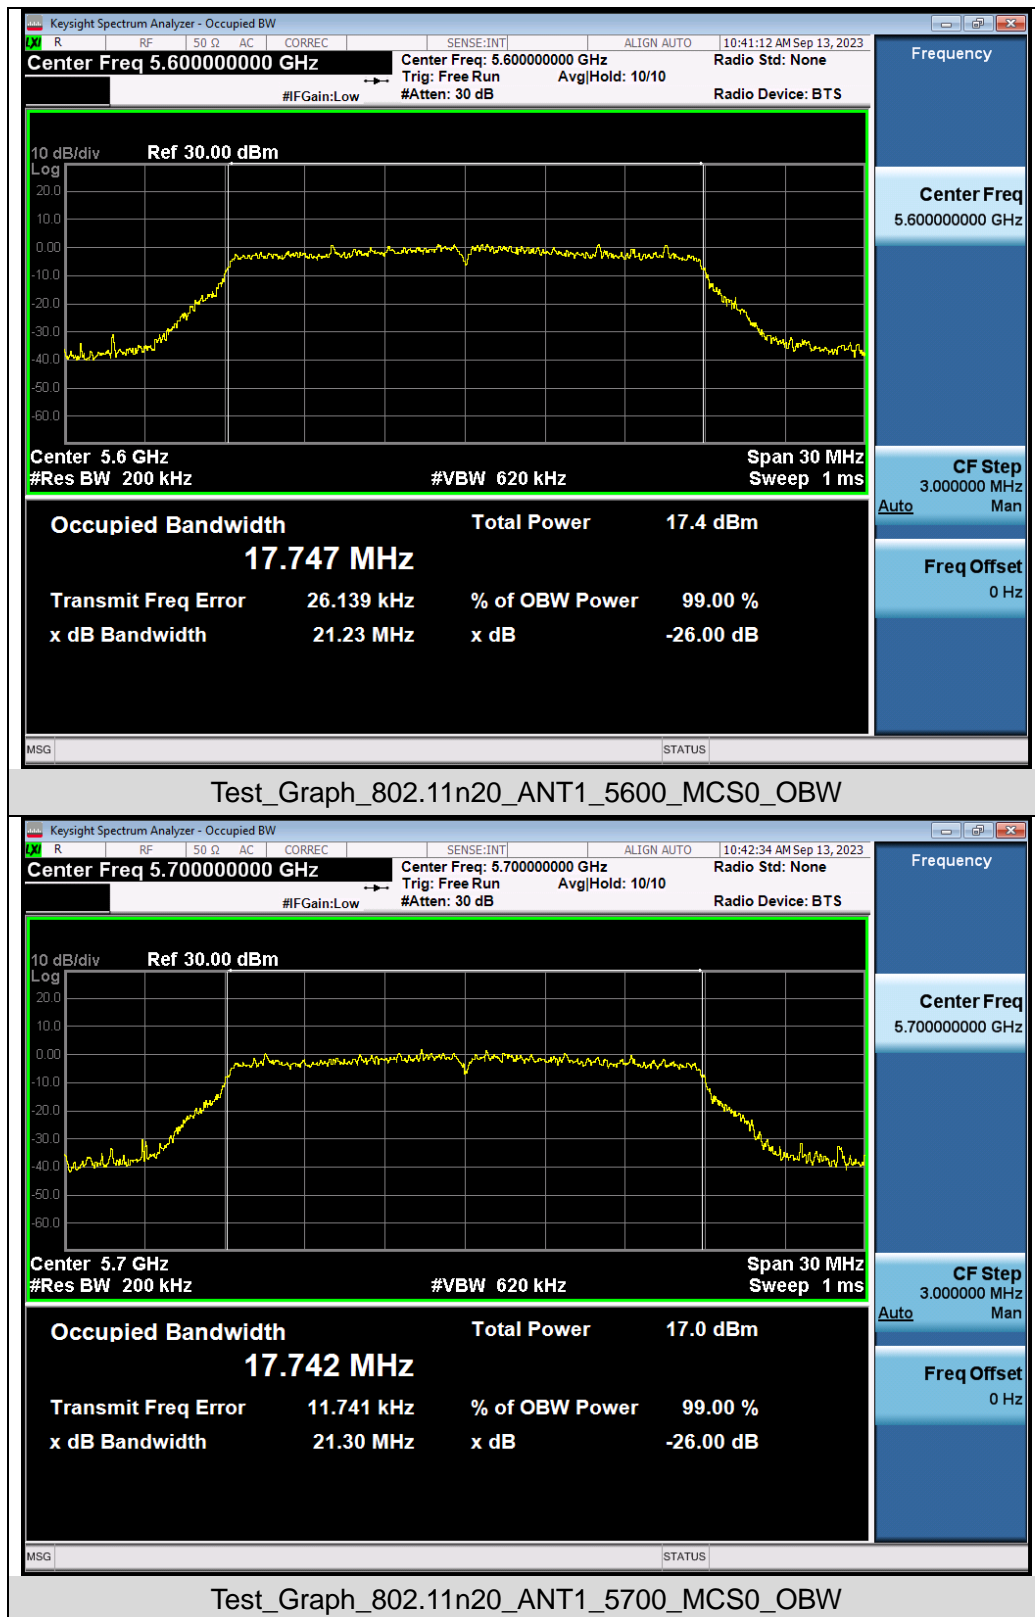 Keysight Spectrum Analyzer - Occupied BW
LXI R RF 50 Ω AC CORREC SENSE:INT ALIGN AUTO 10:41:12 AM Sep 13, 2023
Center Freq 5.600000000 GHz
Center Freq: 5.600000000 GHz
Radio Std: None
Trig: Free Run Avg|Hold: 10/10
#IFGain:Low
#Atten: 30 dB
Radio Device: BTS
Frequency
10 dB/div Ref 30.00 dBm
Log
20.0
10.0
0.00
-10.0
-20.0
-30.0
-40.0
-50.0
-60.0
Center 5.6 GHz Span 30 MHz
#Res BW 200 kHz #VBW 620 kHz Sweep 1 ms
Center Freq
5.600000000 GHz
CF Step
3.000000 MHz
Auto Man
Freq Offset
0 Hz
Occupied Bandwidth Total Power 17.4 dBm
17.747 MHz
Transmit Freq Error 26.139 kHz % of OBW Power 99.00 %
x dB Bandwidth 21.23 MHz x dB -26.00 dB
MSG STATUS
Test_Graph_802.11n20_ANT1_5600_MCS0_OBW
Keysight Spectrum Analyzer - Occupied BW
LXI R RF 50 Ω AC CORREC SENSE:INT ALIGN AUTO 10:42:34 AM Sep 13, 2023
Center Freq 5.700000000 GHz
Center Freq: 5.700000000 GHz
Radio Std: None
Trig: Free Run Avg|Hold: 10/10
#IFGain:Low
#Atten: 30 dB
Radio Device: BTS
Frequency
10 dB/div Ref 30.00 dBm
Log
20.0
10.0
0.00
-10.0
-20.0
-30.0
-40.0
-50.0
-60.0
Center 5.7 GHz Span 30 MHz
#Res BW 200 kHz #VBW 620 kHz Sweep 1 ms
Center Freq
5.700000000 GHz
CF Step
3.000000 MHz
Auto Man
Freq Offset
0 Hz
Occupied Bandwidth Total Power 17.0 dBm
17.742 MHz
Transmit Freq Error 11.741 kHz % of OBW Power 99.00 %
x dB Bandwidth 21.30 MHz x dB -26.00 dB
MSG STATUS
Test_Graph_802.11n20_ANT1_5700_MCS0_OBW